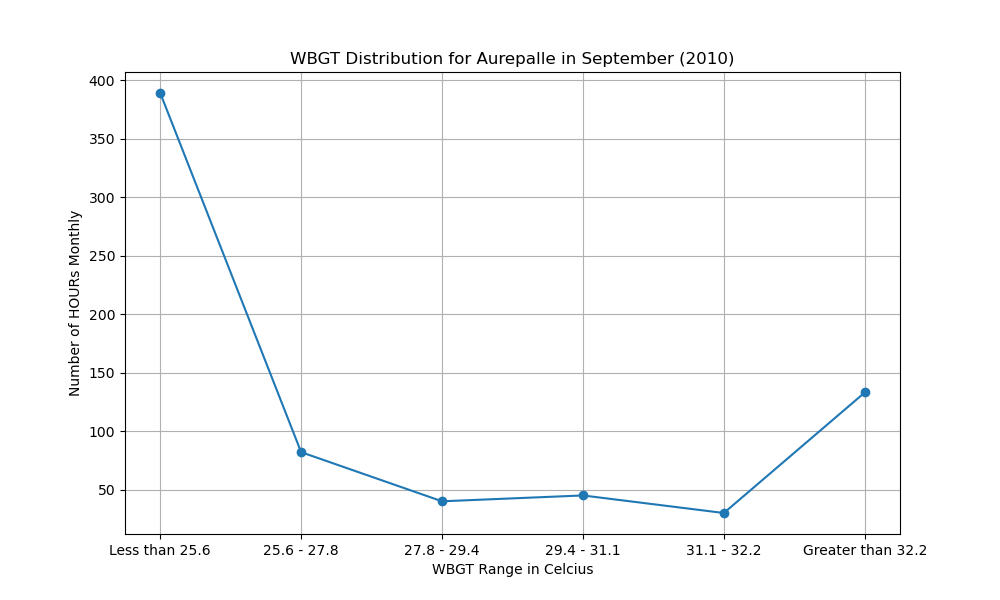 WBGT Distribution for Aurepalle in September (2010)
Number of HOURs Monthly
400
350
300
250
200
150
100
50
Less than 25.6
25.6 - 27.8
27.8 - 29.4
29.4 - 31.1
31.1 - 32.2
Greater than 32.2
WBGT Range in Celcius